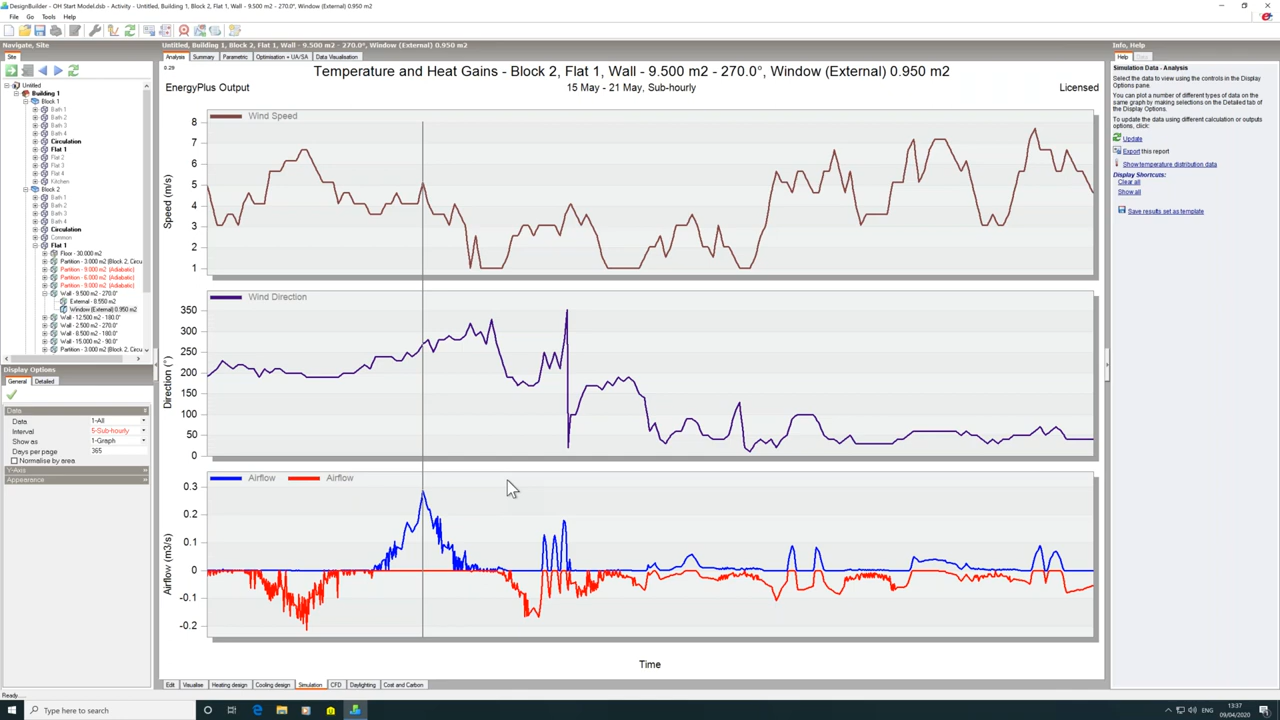 DesignBuilder - OH Start Model.dsb - Activity - Untitled, Building 1, Block 2, Flat 1, Wall - 9.500 m2 - 270.0°, Window (External) 0.950 m2
File Go Tools Help
Navigate, Site
Site
Untitled
Building 1
Block 1
Bath 1
Bath 2
Bath 3
Bath 4
Circulation
Flat 1
Flat 2
Flat 3
Flat 4
Kitchen
Block 2
Bath 1
Bath 2
Bath 3
Bath 4
Circulation
Common
Flat 1
Floor - 30.000 m2
Partition - 3.000 m2 (Block 2, Circu
Partition - 9.000 m2 (Adiabatic)
Partition - 6.000 m2 (Adiabatic)
Partition - 9.000 m2 (Adiabatic)
Wall - 9.500 m2 - 270.0°
External - 8.550 m2
Window (External) 0.950 m2
Wall - 12.500 m2 - 180.0°
Wall - 2.500 m2 - 270.0°
Wall - 8.500 m2 - 180.0°
Wall - 15.000 m2 - 90.0°
Partition - 3.000 m2 (Block 2, Circu
Display Options
General Detailed
Data
Data 1-All
Interval 5-Sub-hourly
Show as 1-Graph
Days per page 365
Normalise by area
Y-Axis
Appearance
Ready...
Untitled, Building 1, Block 2, Flat 1, Wall - 9.500 m2 - 270.0°, Window (External) 0.950 m2
Analysis Summary Parametric Optimisation + UA/SA Data Visualisation
0.29
Temperature and Heat Gains - Block 2, Flat 1, Wall - 9.500 m2 - 270.0°, Window (External) 0.950 m2
EnergyPlus Output 15 May - 21 May, Sub-hourly Licensed
Wind Speed
Speed (m/s)
8
7
6
5
4
3
2
1
Wind Direction
Direction (°)
350
300
250
200
150
100
50
0
Airflow Airflow
Airflow (m3/s)
0.3
0.2
0.1
0
-0.1
-0.2
Time
Edit Visualise Heating design Cooling design Simulation CFD Daylighting Cost and Carbon
Info, Help
Help Data
Simulation Data - Analysis
Select the data to view using the controls in the Display
Options pane.
You can plot a number of different types of data on the
same graph by making selections on the Detailed tab of
the Display Options.
To update the data using different calculation or outputs
options, click:
Update
Export this report
Show temperature distribution data
Display Shortcuts:
Clear all
Show all
Save results set as template
Type here to search
ENG
13:37
09/04/2020